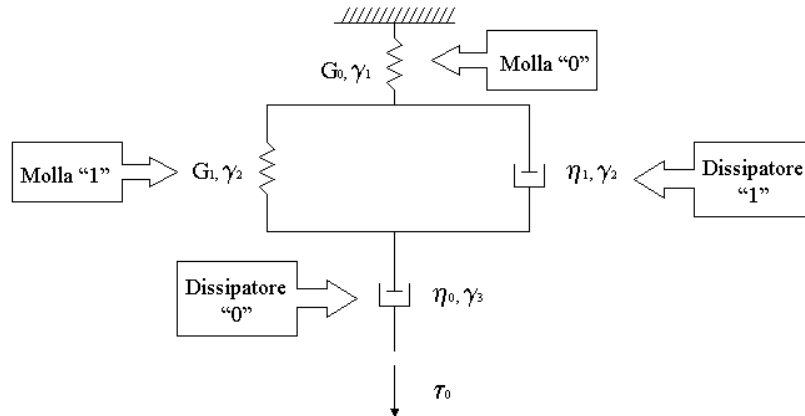 Molla “0”
G₀, γ₁
Molla “1”
G₁, γ₂
η₁, γ₂
Dissipatore
“1”
Dissipatore
“0”
η₀, γ₃
τ₀